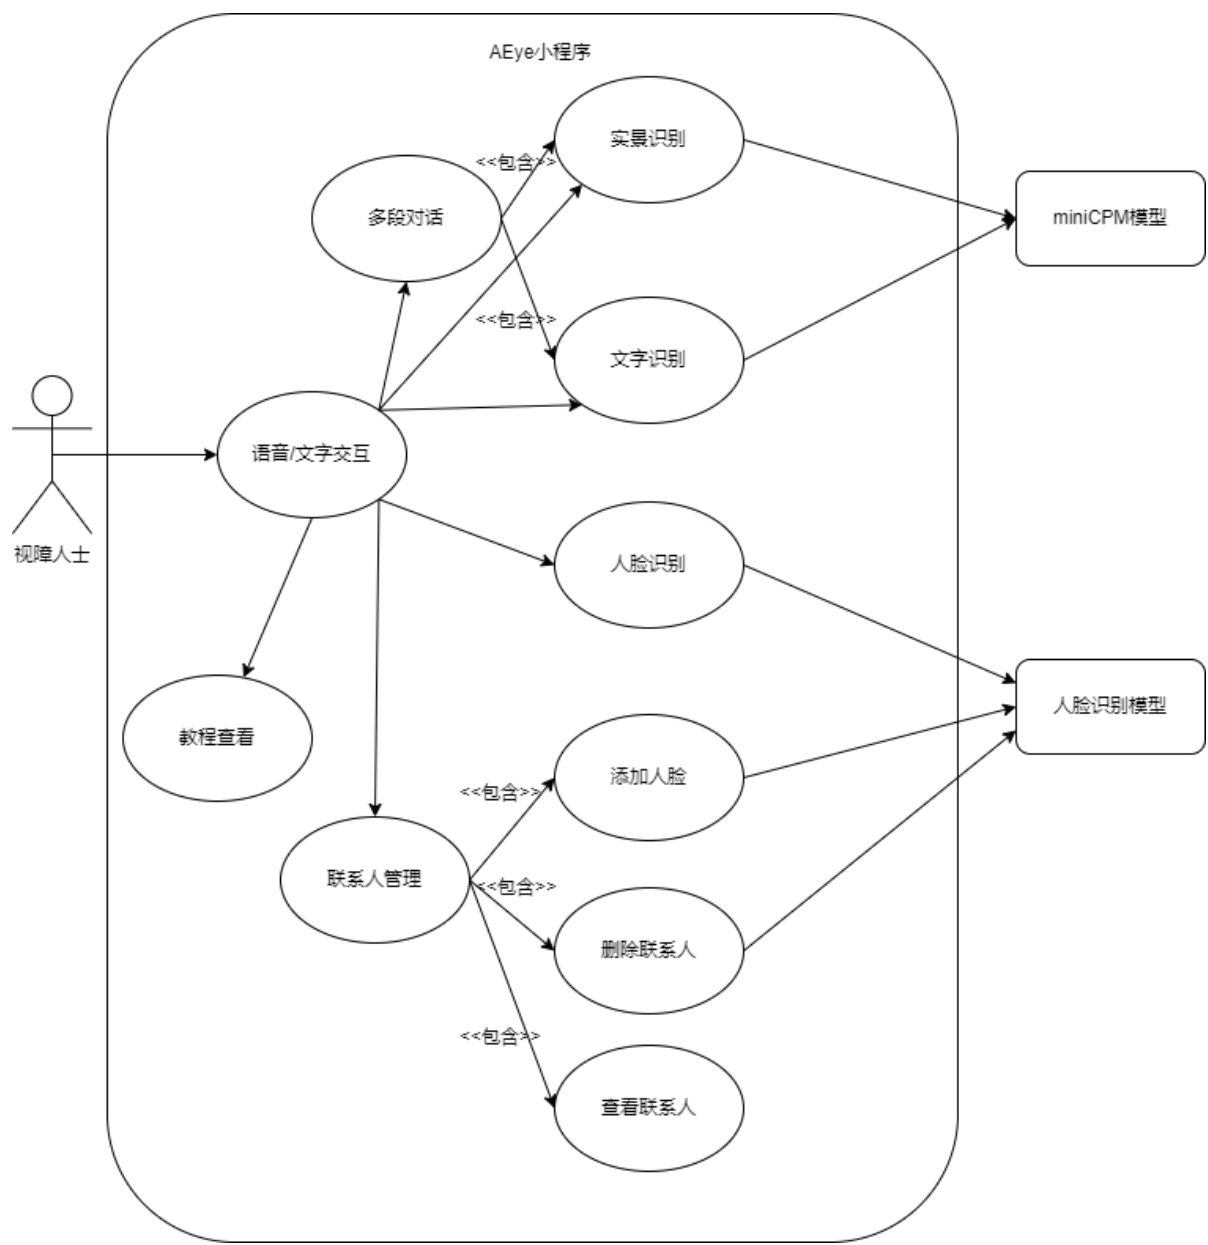 AEye小程序
实景识别
<<包含>>
多段对话
miniCPM模型
<<包含>>
文字识别
语音/文字交互
视障人士
人脸识别
教程查看
人脸识别模型
添加人脸
<<包含>>
联系人管理
<<包含>>
删除联系人
<<包含>>
查看联系人